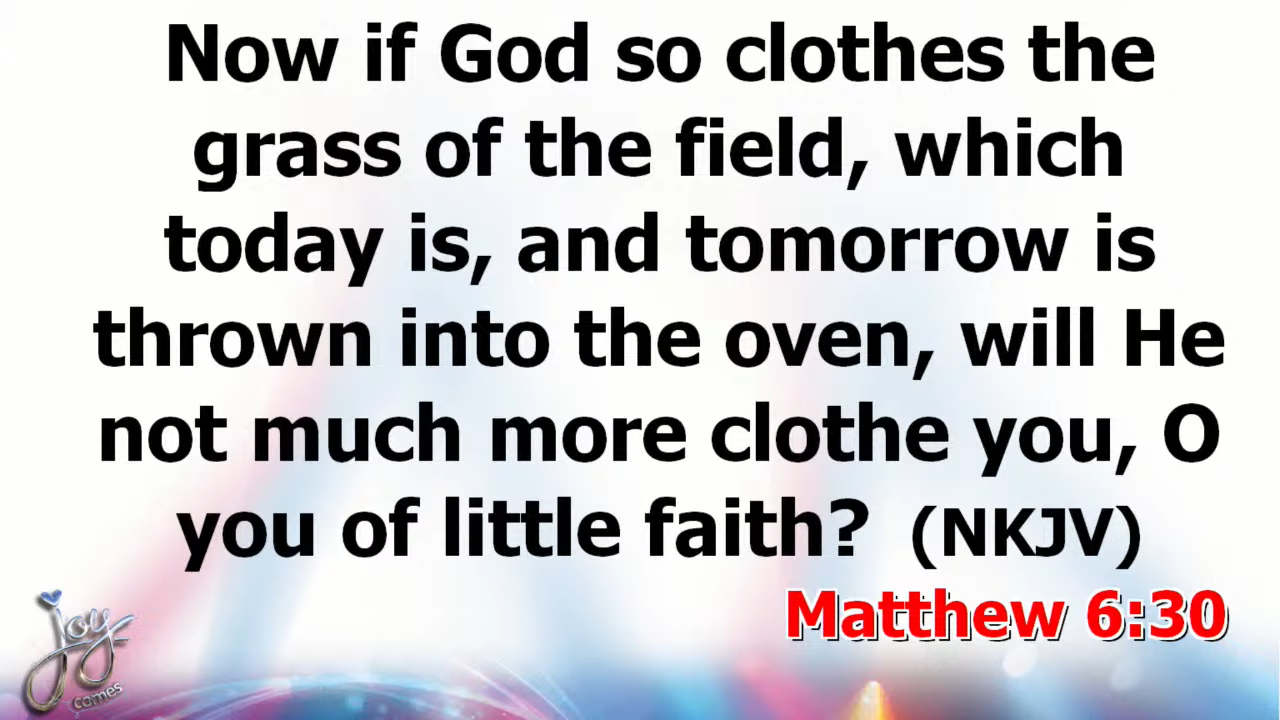 Now if God so clothes the
grass of the field, which
today is, and tomorrow is
thrown into the oven, will He
not much more clothe you, O
you of little faith? (NKJV)
Matthew 6:30
joy
comes